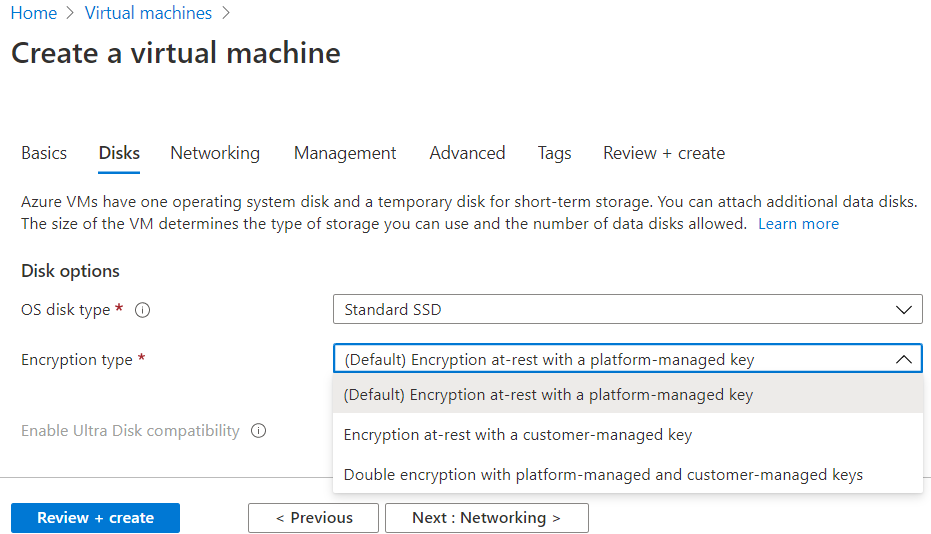 Home > Virtual machines >
Create a virtual machine
Basics Disks Networking Management Advanced Tags Review + create
Azure VMs have one operating system disk and a temporary disk for short-term storage. You can attach additional data disks.
The size of the VM determines the type of storage you can use and the number of data disks allowed. Learn more
Disk options
OS disk type * Standard SSD
Encryption type * (Default) Encryption at-rest with a platform-managed key
(Default) Encryption at-rest with a platform-managed key
Encryption at-rest with a customer-managed key
Enable Ultra Disk compatibility
Double encryption with platform-managed and customer-managed keys
Review + create < Previous Next : Networking >